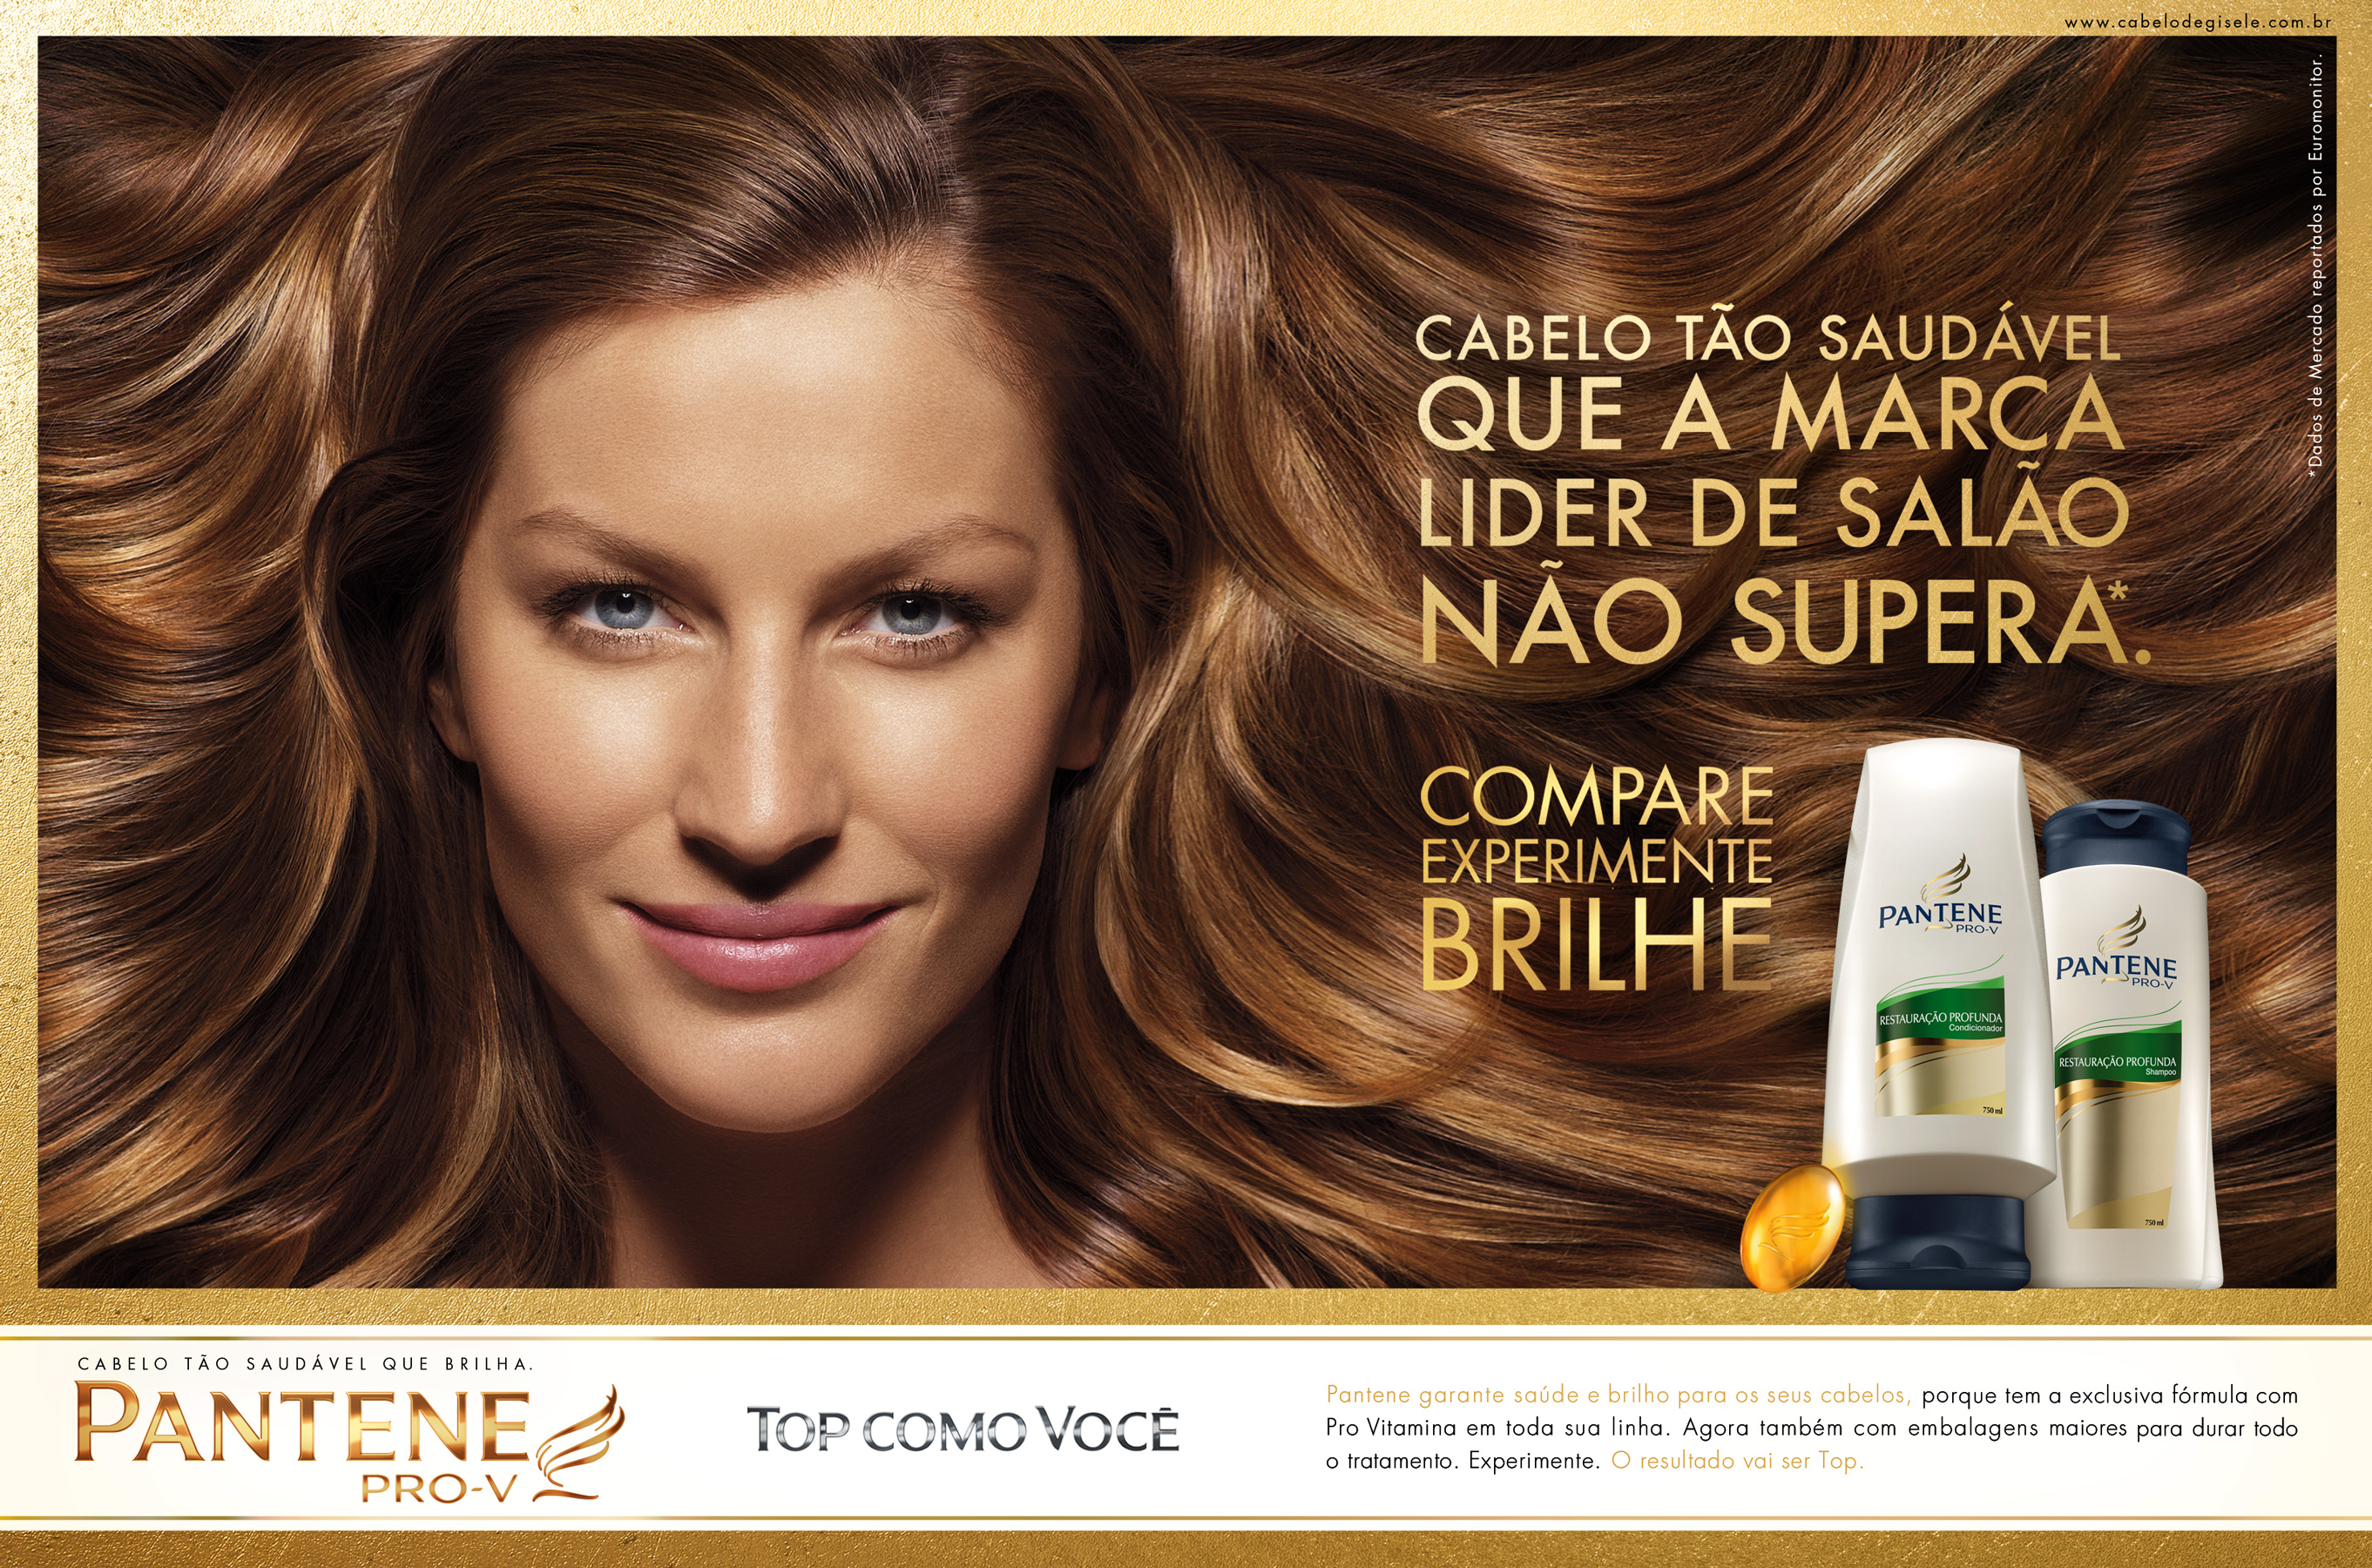 www.cabelodegisele.com.br
*Dados de Mercado reportados por Euromonitor.
CABELO TÃO SAUDÁVEL
QUE A MARCA
LIDER DE SALÃO
NÃO SUPERA*.
COMPARE
EXPERIMENTE
BRILHE
PANTENE
PRO-V
RESTAURAÇÃO PROFUNDA
Condicionador
750 ml
PANTENE
PRO-V
RESTAURAÇÃO PROFUNDA
Shampoo
750 ml
CABELO TÃO SAUDÁVEL QUE BRILHA.
PANTENE
PRO-V
TOP COMO VOCÊ
Pantene garante saúde e brilho para os seus cabelos, porque tem a exclusiva fórmula com
Pro Vitamina em toda sua linha. Agora também com embalagens maiores para durar todo
o tratamento. Experimente. O resultado vai ser Top.